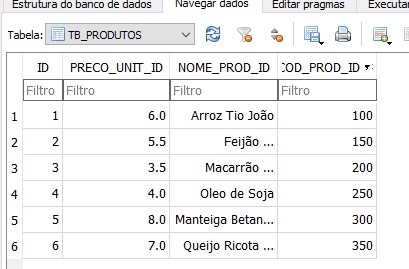 Estrutura do banco de dados Navegar dados Editar pragmas Executar
Tabela: TB_PRODUTOS
ID PRECO_UNIT_ID NOME_PROD_ID COD_PROD_ID
Filtro Filtro Filtro Filtro
1 1 6.0 Arroz Tio João 100
2 2 5.5 Feijão ... 150
3 3 3.5 Macarrão ... 200
4 4 4.0 Oleo de Soja 250
5 5 8.0 Manteiga Betan... 300
6 6 7.0 Queijo Ricota ... 350